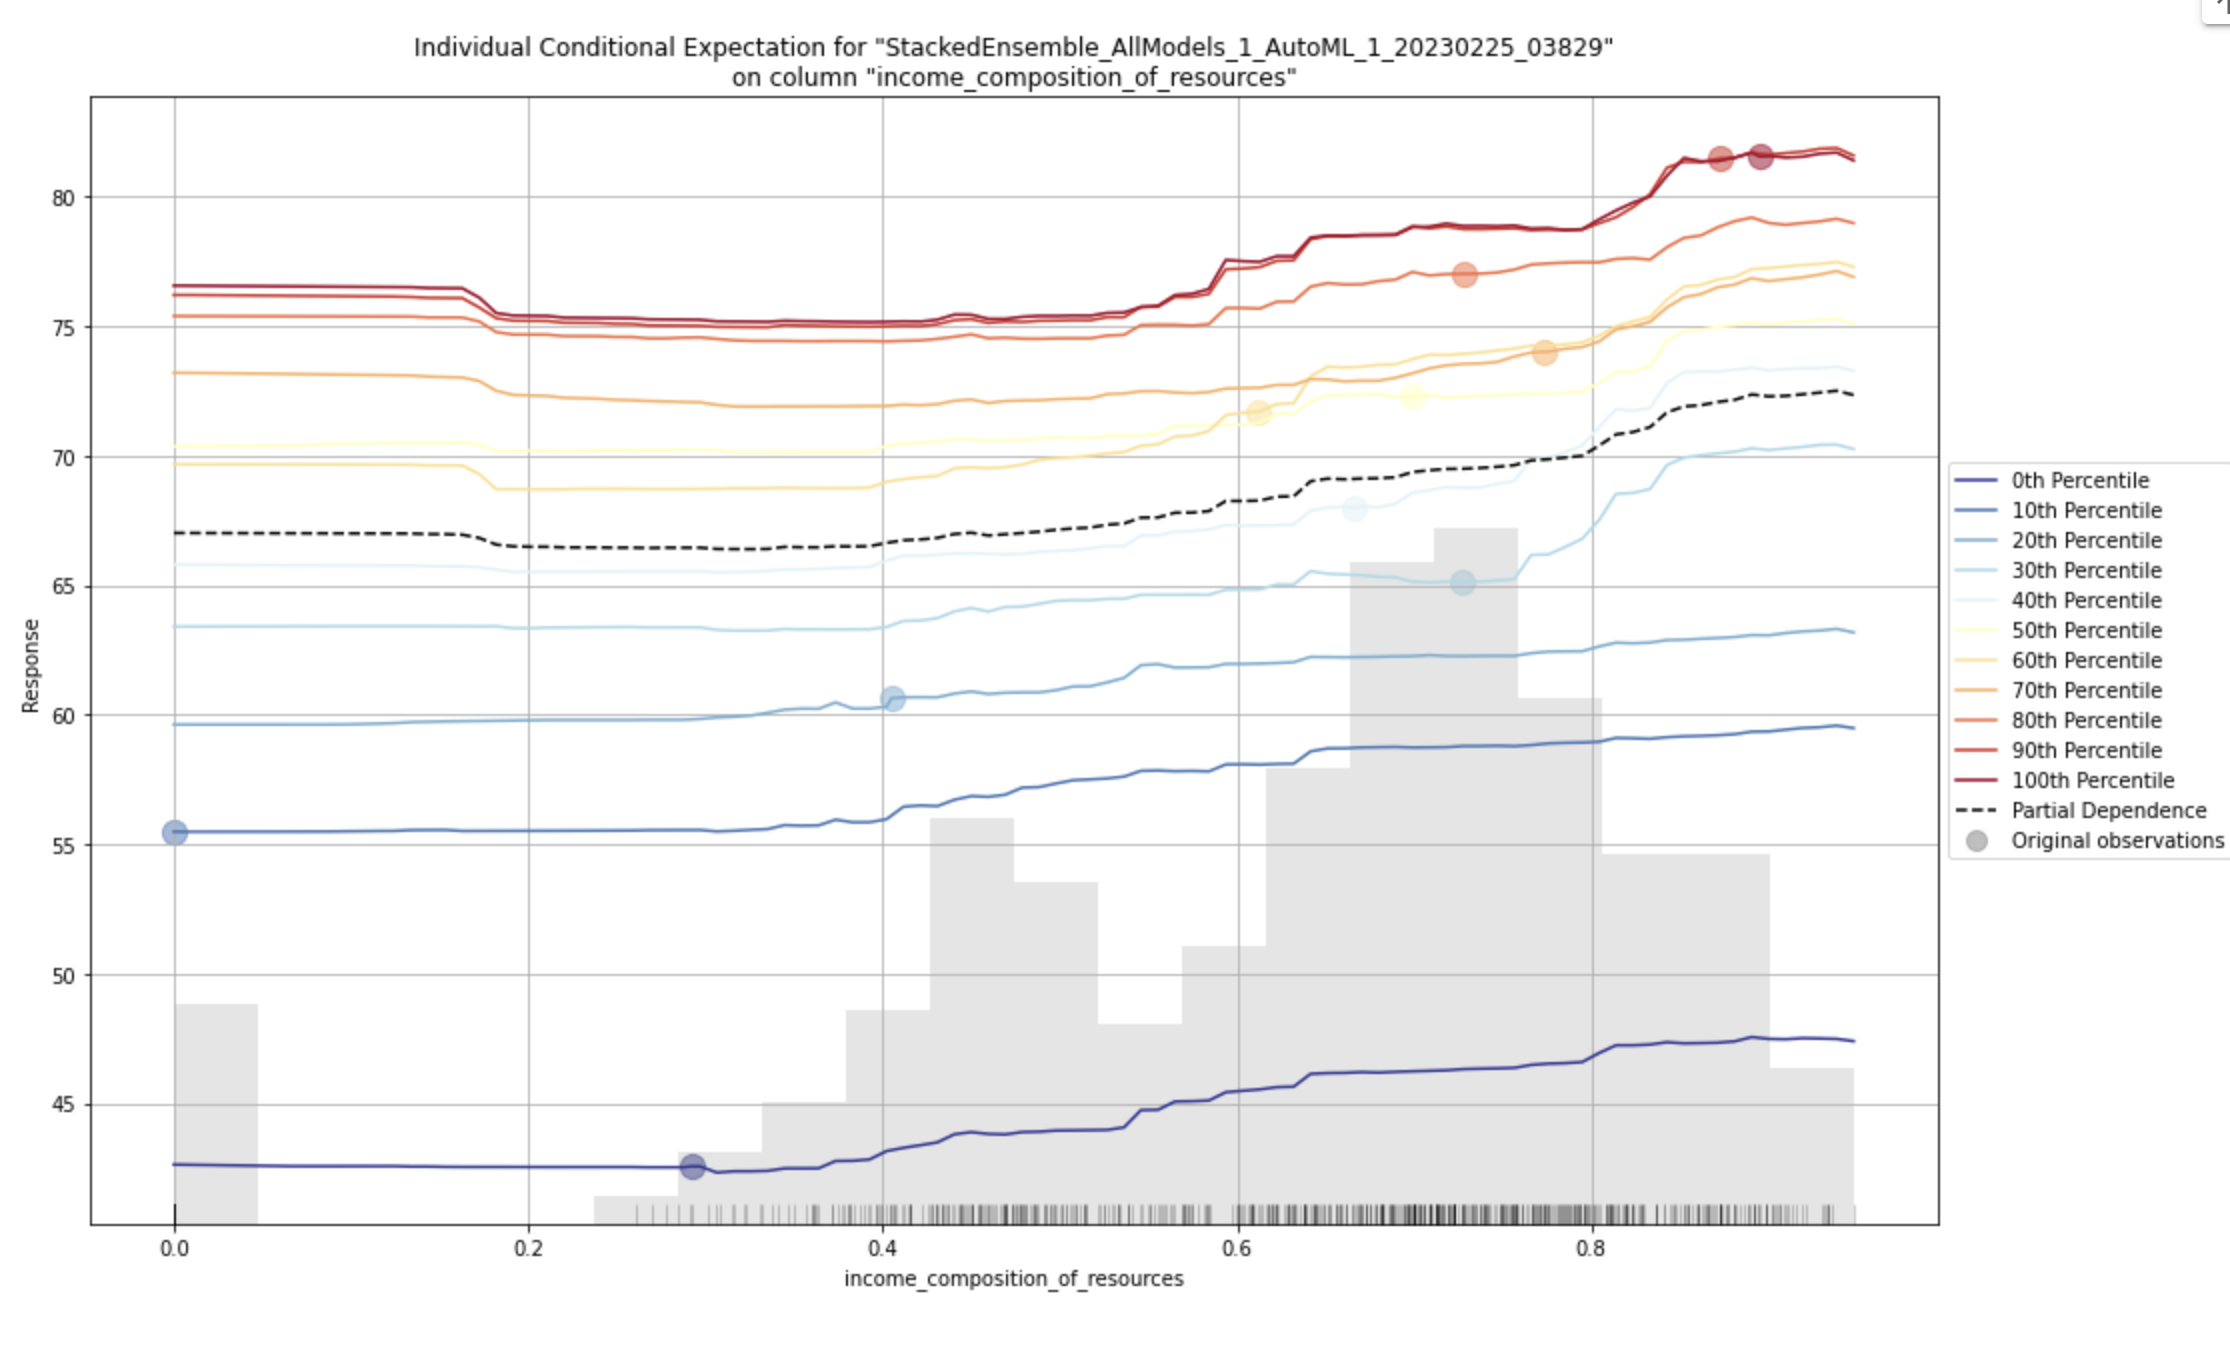 Individual Conditional Expectation for "StackedEnsemble_AllModels_1_AutoML_1_20230225_03829"
on column "income_composition_of_resources"
80
75
70
65
60
55
50
45
Response
0.0 0.2 0.4 0.6 0.8
income_composition_of_resources
0th Percentile
10th Percentile
20th Percentile
30th Percentile
40th Percentile
50th Percentile
60th Percentile
70th Percentile
80th Percentile
90th Percentile
100th Percentile
Partial Dependence
Original observations